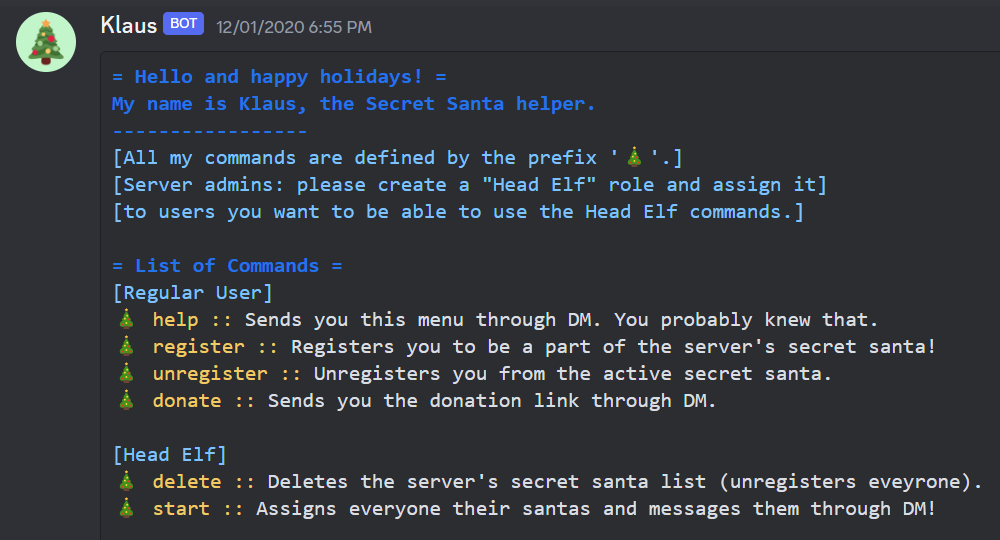 Klaus BOT 12/01/2020 6:55 PM
= Hello and happy holidays! =
My name is Klaus, the Secret Santa helper.
-----------------
[All my commands are defined by the prefix '🎄'.]
[Server admins: please create a "Head Elf" role and assign it]
[to users you want to be able to use the Head Elf commands.]
= List of Commands =
[Regular User]
🎄 help :: Sends you this menu through DM. You probably knew that.
🎄 register :: Registers you to be a part of the server's secret santa!
🎄 unregister :: Unregisters you from the active secret santa.
🎄 donate :: Sends you the donation link through DM.
[Head Elf]
🎄 delete :: Deletes the server's secret santa list (unregisters eveyrone).
🎄 start :: Assigns everyone their santas and messages them through DM!